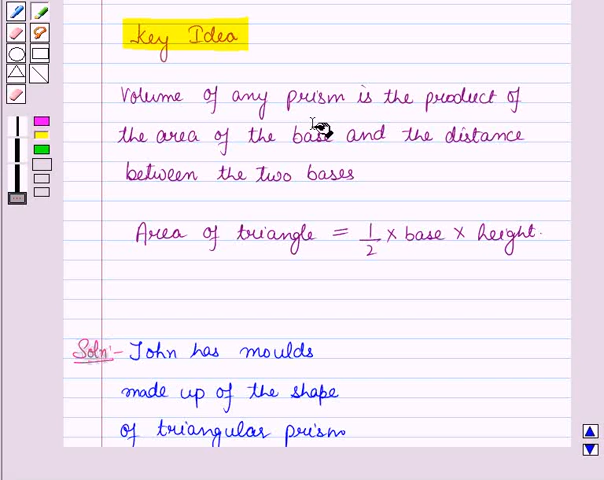 Key Idea
Volume of any prism is the product of
the area of the base and the distance
between the two bases
Area of triangle = 1/2 × base × height.
Soln:- John has moulds
made up of the shape
of triangular prism